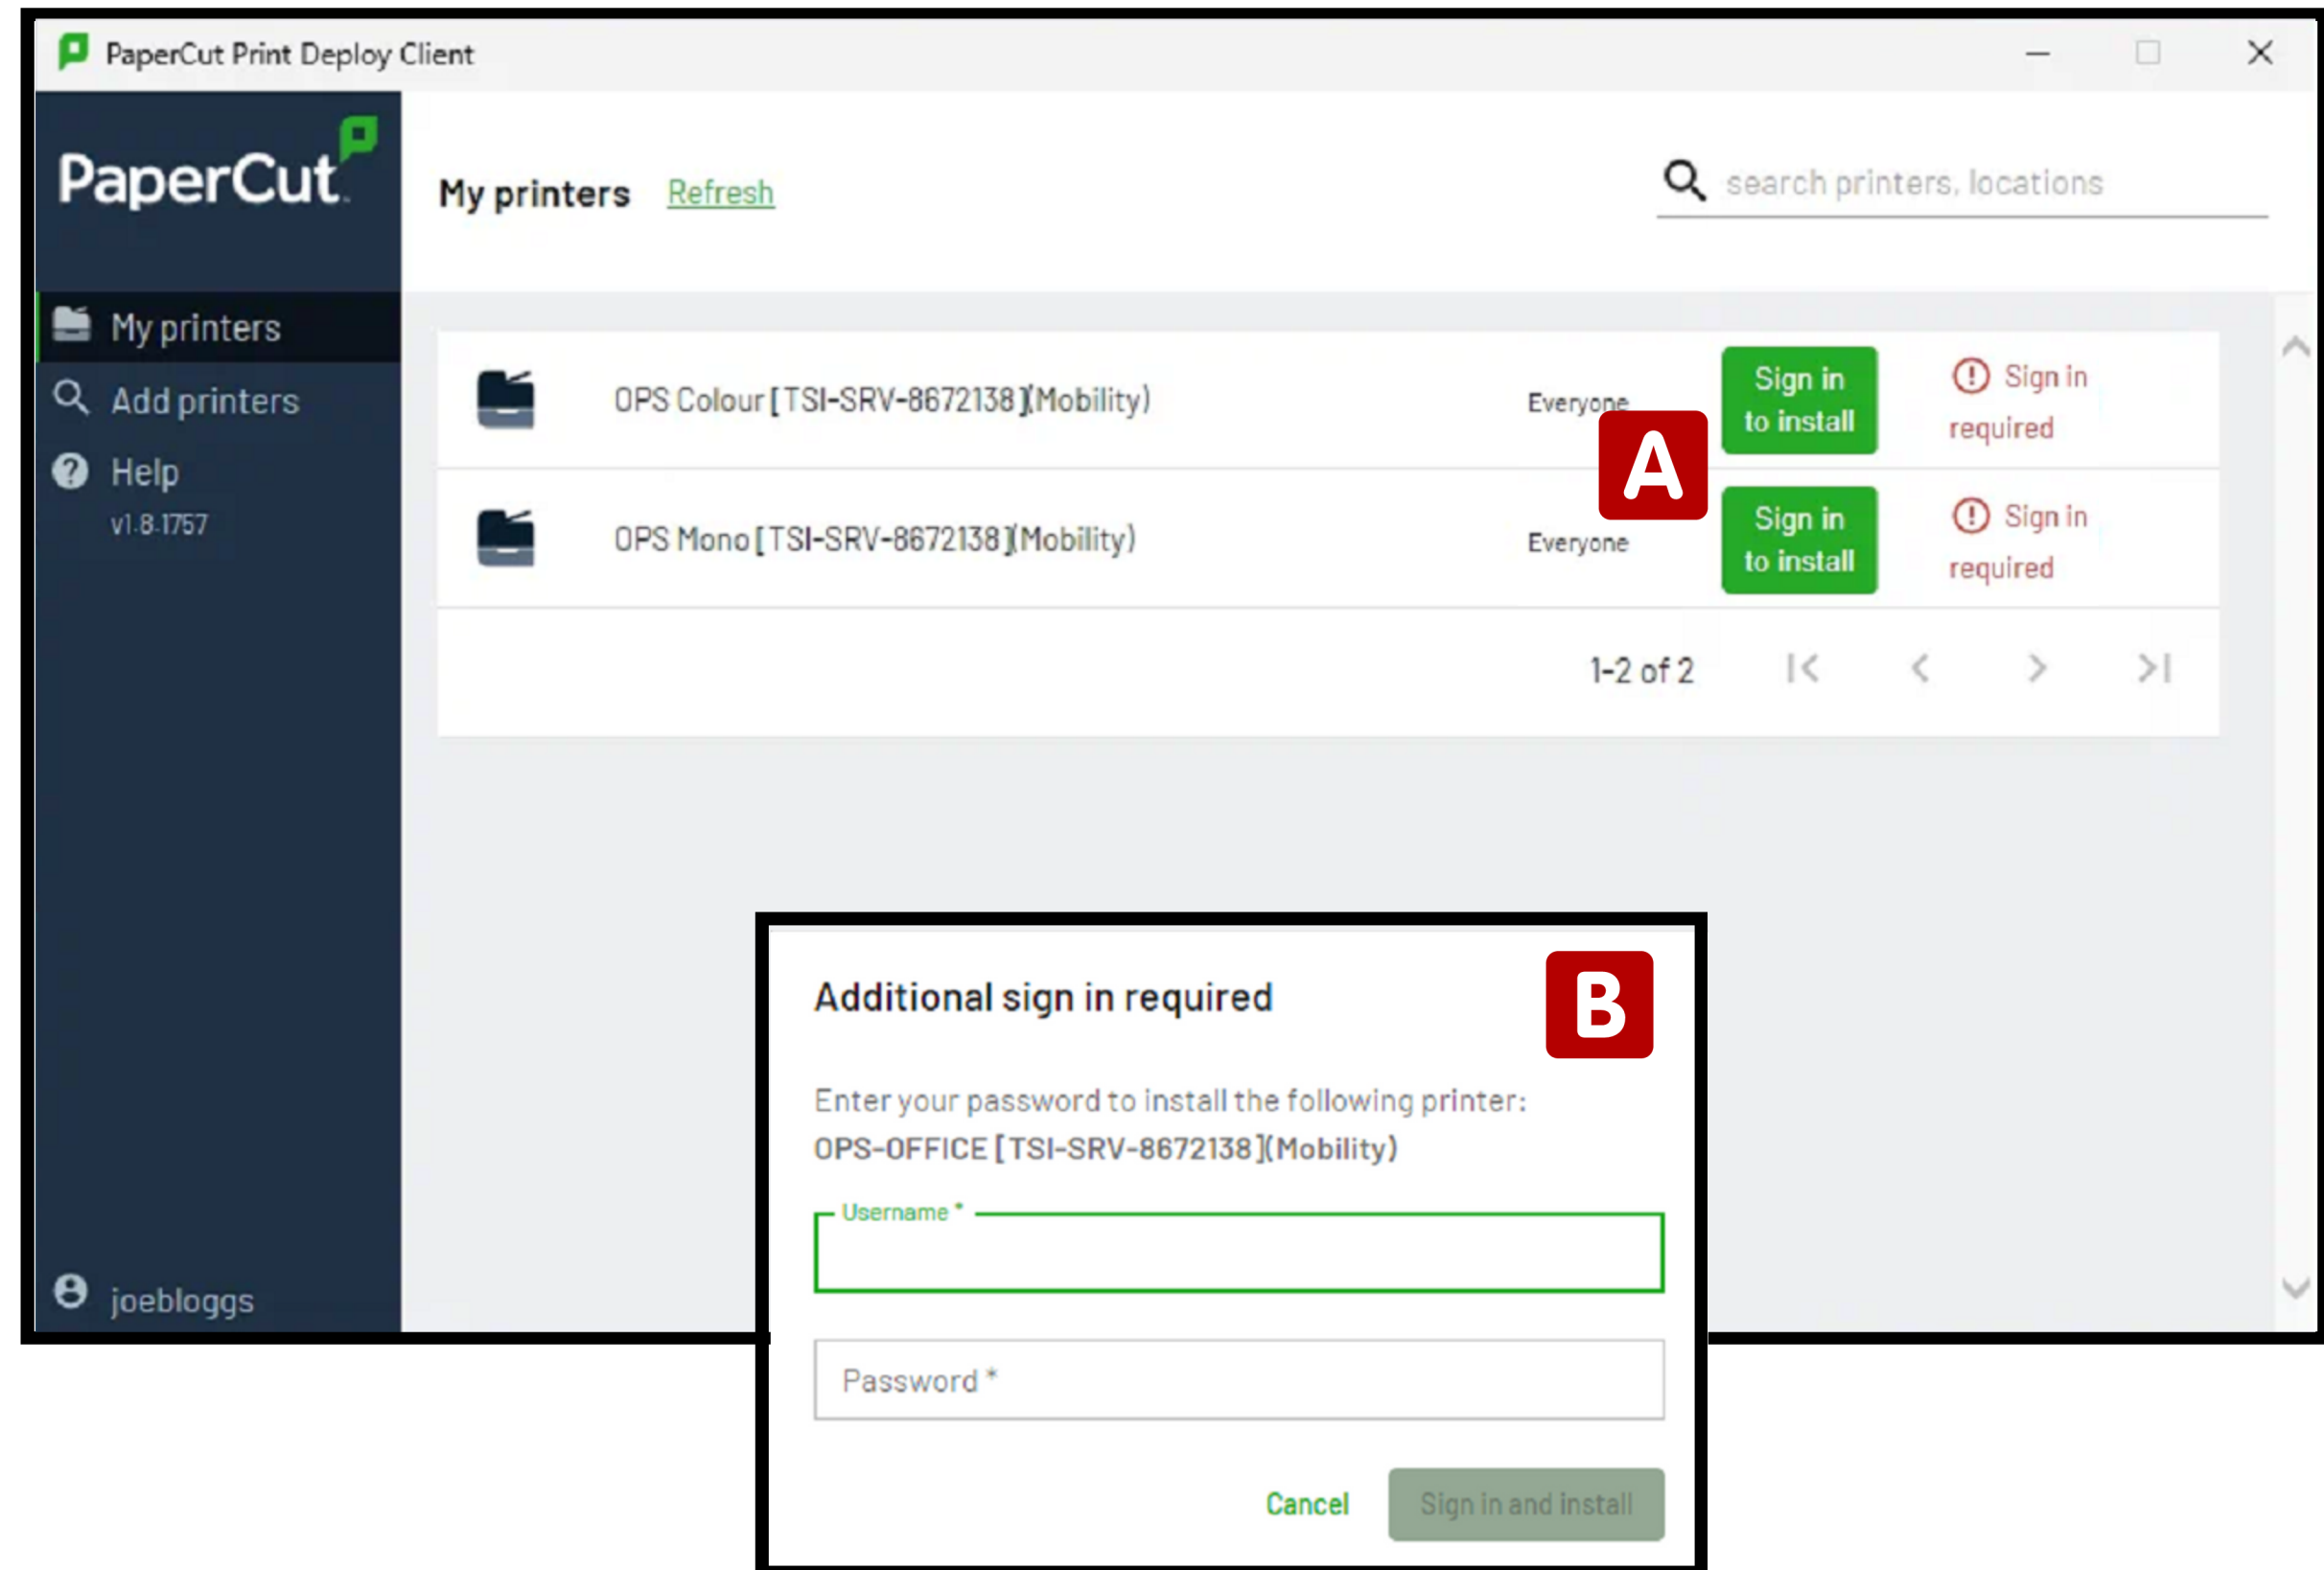 PaperCut Print Deploy Client
PaperCut
My printers Refresh
search printers, locations
My printers
Add printers
Help
v1.8.1757
OPS Colour [TSI-SRV-8672138](Mobility) Everyone
Sign in
to install
Sign in
required
A
OPS Mono [TSI-SRV-8672138](Mobility) Everyone
Sign in
to install
Sign in
required
1-2 of 2
B
Additional sign in required
Enter your password to install the following printer:
OPS-OFFICE [TSI-SRV-8672138](Mobility)
Username *
Password *
Cancel Sign in and install
joebloggs